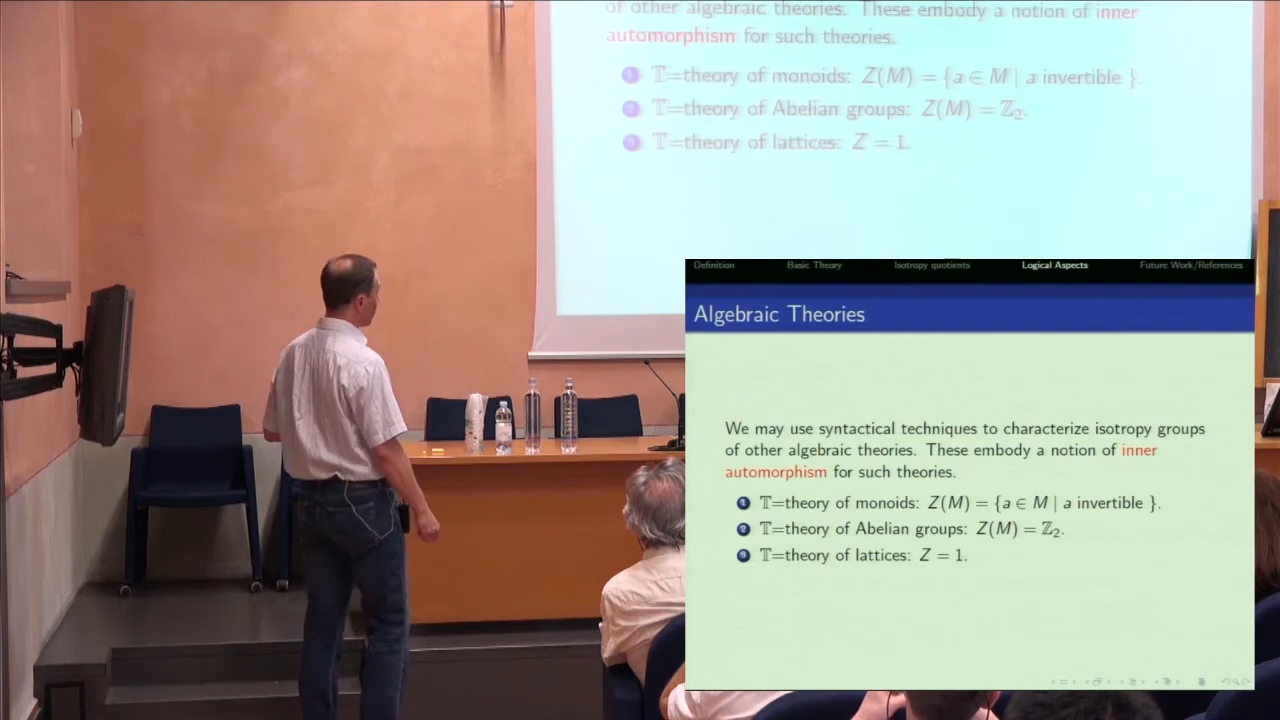 of other algebraic theories. These embody a notion of inner
automorphism for such theories.
1 𝕋=theory of monoids: Z(M) = {a ∈ M | a invertible }.
2 𝕋=theory of Abelian groups: Z(M) = ℤ₂.
3 𝕋=theory of lattices: Z = 1.
Definition Basic Theory Isotropy quotients Logical Aspects Future Work/References
Algebraic Theories
We may use syntactical techniques to characterize isotropy groups
of other algebraic theories. These embody a notion of inner
automorphism for such theories.
1 𝕋=theory of monoids: Z(M) = {a ∈ M | a invertible }.
2 𝕋=theory of Abelian groups: Z(M) = ℤ₂.
3 𝕋=theory of lattices: Z = 1.